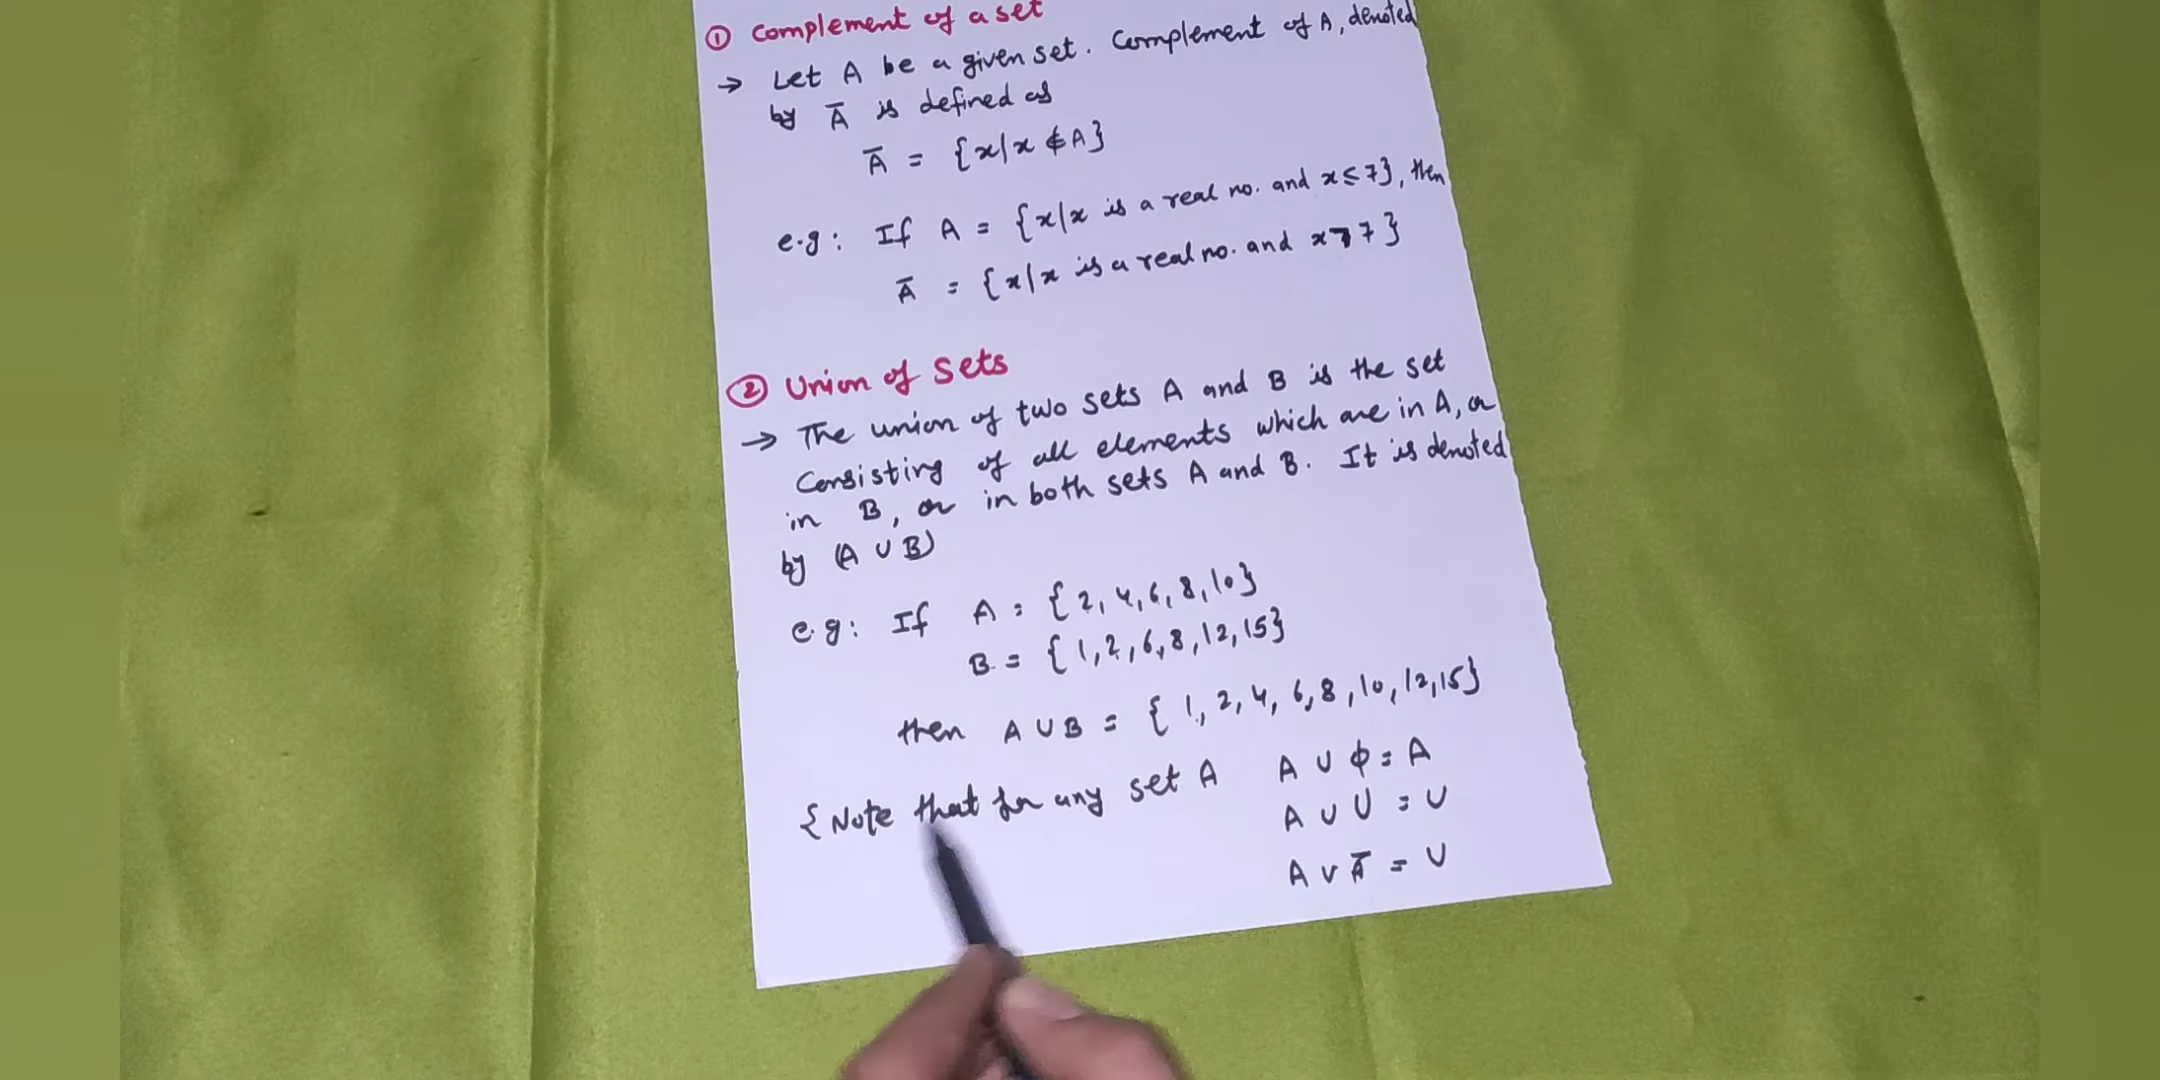 ① Complement of a set
→ Let A be a given set. Complement of A, denoted
by A̅ is defined as
A̅ = {x/x ∉ A}
e.g: If A = {x/x is a real no. and x ≤ 7}, then
A̅ = {x/x is a real no. and x > 7}
② Union of Sets
→ The union of two sets A and B is the set
Consisting of all elements which are in A, or
in B, or in both sets A and B. It is denoted
by (A ∪ B)
e.g: If A = {2, 4, 6, 8, 10}
B = {1, 2, 6, 8, 12, 15}
then A ∪ B = {1, 2, 4, 6, 8, 10, 12, 15}
{Note that for any set A A ∪ ϕ = A
A ∪ U = U
A ∪ A̅ = U